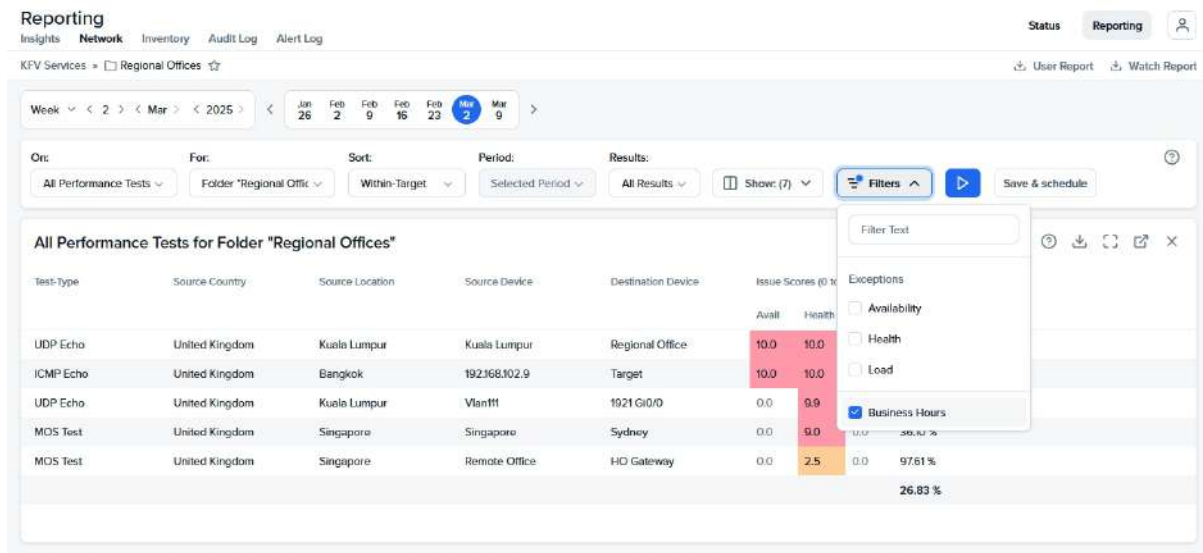 Reporting
Status Reporting
Insights Network Inventory Audit Log Alert Log
KFV Services » Regional Offices
User Report Watch Report
Week < 2 > < Mar > < 2025 > < Jan 26 Feb 2 Feb 9 Feb 16 Feb 23 Mar 2 Mar 9 >
On: For: Sort: Period: Results:
All Performance Tests Folder "Regional Offic Within-Target Selected Period All Results Show: (7) Filters Save & schedule
Filter Text
Exceptions
Availability
Health
Load
Business Hours
All Performance Tests for Folder "Regional Offices"
Test-Type Source Country Source Location Source Device Destination Device Issue Scores (0 to
Avail Health
UDP Echo United Kingdom Kuala Lumpur Kuala Lumpur Regional Office 10.0 10.0
ICMP Echo United Kingdom Bangkok 192.168.102.9 Target 10.0 10.0
UDP Echo United Kingdom Kuala Lumpur Vlan111 1921 Gi0/0 0.0 9.9
MOS Test United Kingdom Singapore Singapore Sydney 0.0 9.0
MOS Test United Kingdom Singapore Remote Office HO Gateway 0.0 2.5 0.0 97.61 %
26.83 %